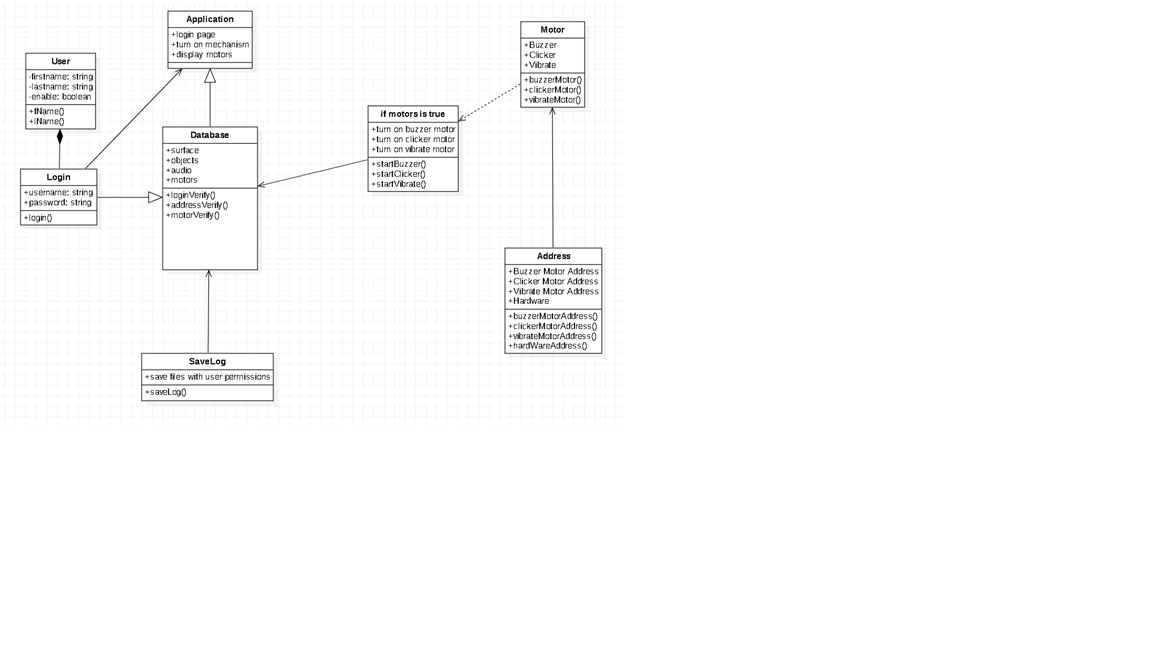 Application
+login page
+turn on mechanism
+display motors
User
-firstname: string
-lastname: string
-enable: boolean
+fName()
+lName()
Login
+username: string
+password: string
+login()
Database
+surface
+objects
+audio
+motors
+loginVerify()
+addressVerify()
+motorVerify()
if motors is true
+turn on buzzer motor
+turn on clicker motor
+turn on vibrate motor
+startBuzzer()
+startClicker()
+startVibrate()
Motor
+Buzzer
+Clicker
+Vibrate
+buzzerMotor()
+clickerMotor()
+vibrateMotor()
Address
+Buzzer Motor Address
+Clicker Motor Address
+Vibrate Motor Address
+Hardware
+buzzerMotorAddress()
+clickerMotorAddress()
+vibrateMotorAddress()
+hardWareAddress()
SaveLog
+save files with user permissions
+saveLog()